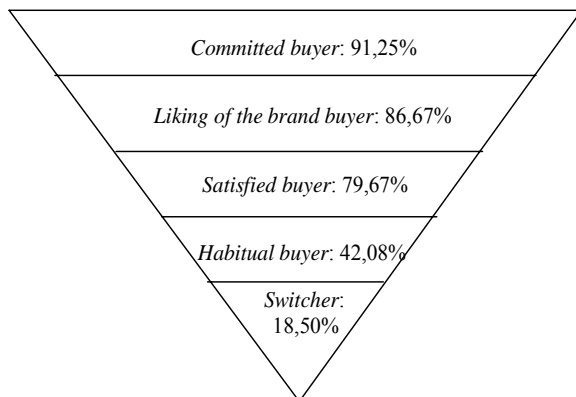 Committed buyer: 91,25%
Liking of the brand buyer: 86,67%
Satisfied buyer: 79,67%
Habitual buyer: 42,08%
Switcher:
18,50%